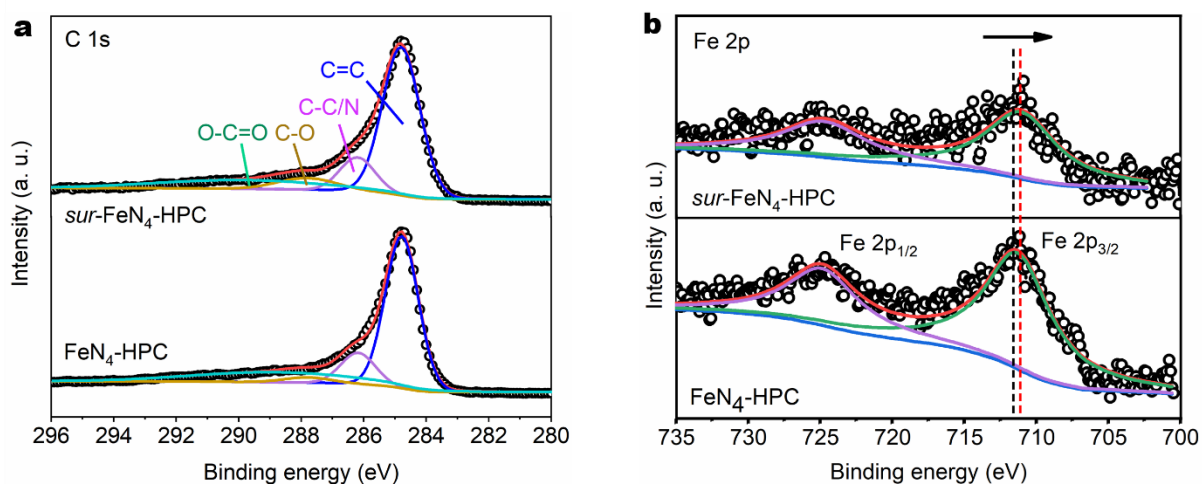 a
C 1s
C=C
C-C/N
O-C=O
C-O
sur-FeN₄-HPC
FeN₄-HPC
Intensity (a. u.)
296 294 292 290 288 286 284 282 280
Binding energy (eV)
b
Fe 2p
sur-FeN₄-HPC
Fe 2p₁/₂
Fe 2p₃/₂
FeN₄-HPC
Intensity (a. u.)
735 730 725 720 715 710 705 700
Binding energy (eV)